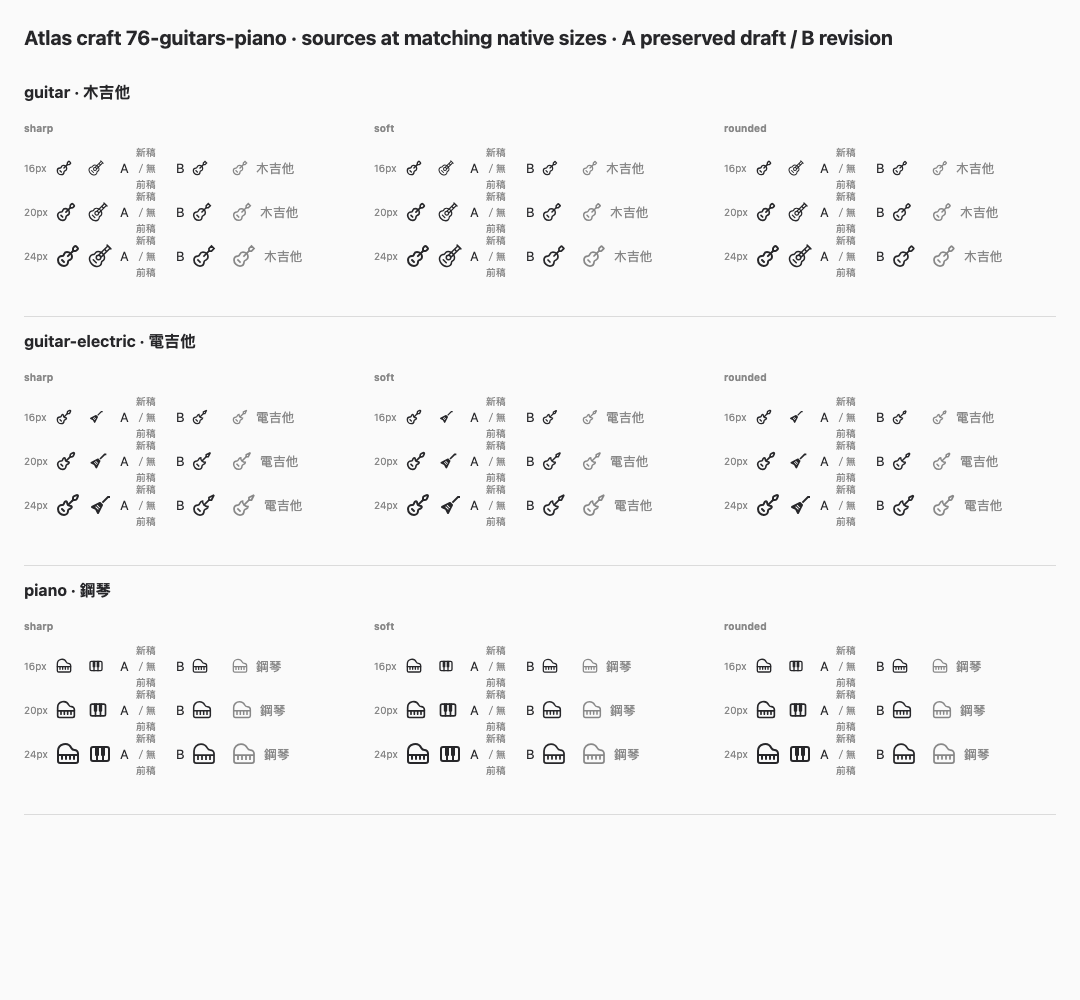 Atlas craft 76-guitars-piano · sources at matching native sizes · A preserved draft / B revision
guitar · 木吉他
sharp soft rounded
16px A 新稿 / 無前稿 B 木吉他 16px A 新稿 / 無前稿 B 木吉他 16px A 新稿 / 無前稿 B 木吉他
20px A 新稿 / 無前稿 B 木吉他 20px A 新稿 / 無前稿 B 木吉他 20px A 新稿 / 無前稿 B 木吉他
24px A 新稿 / 無前稿 B 木吉他 24px A 新稿 / 無前稿 B 木吉他 24px A 新稿 / 無前稿 B 木吉他
guitar-electric · 電吉他
sharp soft rounded
16px A 新稿 / 無前稿 B 電吉他 16px A 新稿 / 無前稿 B 電吉他 16px A 新稿 / 無前稿 B 電吉他
20px A 新稿 / 無前稿 B 電吉他 20px A 新稿 / 無前稿 B 電吉他 20px A 新稿 / 無前稿 B 電吉他
24px A 新稿 / 無前稿 B 電吉他 24px A 新稿 / 無前稿 B 電吉他 24px A 新稿 / 無前稿 B 電吉他
piano · 鋼琴
sharp soft rounded
16px A 新稿 / 無前稿 B 鋼琴 16px A 新稿 / 無前稿 B 鋼琴 16px A 新稿 / 無前稿 B 鋼琴
20px A 新稿 / 無前稿 B 鋼琴 20px A 新稿 / 無前稿 B 鋼琴 20px A 新稿 / 無前稿 B 鋼琴
24px A 新稿 / 無前稿 B 鋼琴 24px A 新稿 / 無前稿 B 鋼琴 24px A 新稿 / 無前稿 B 鋼琴